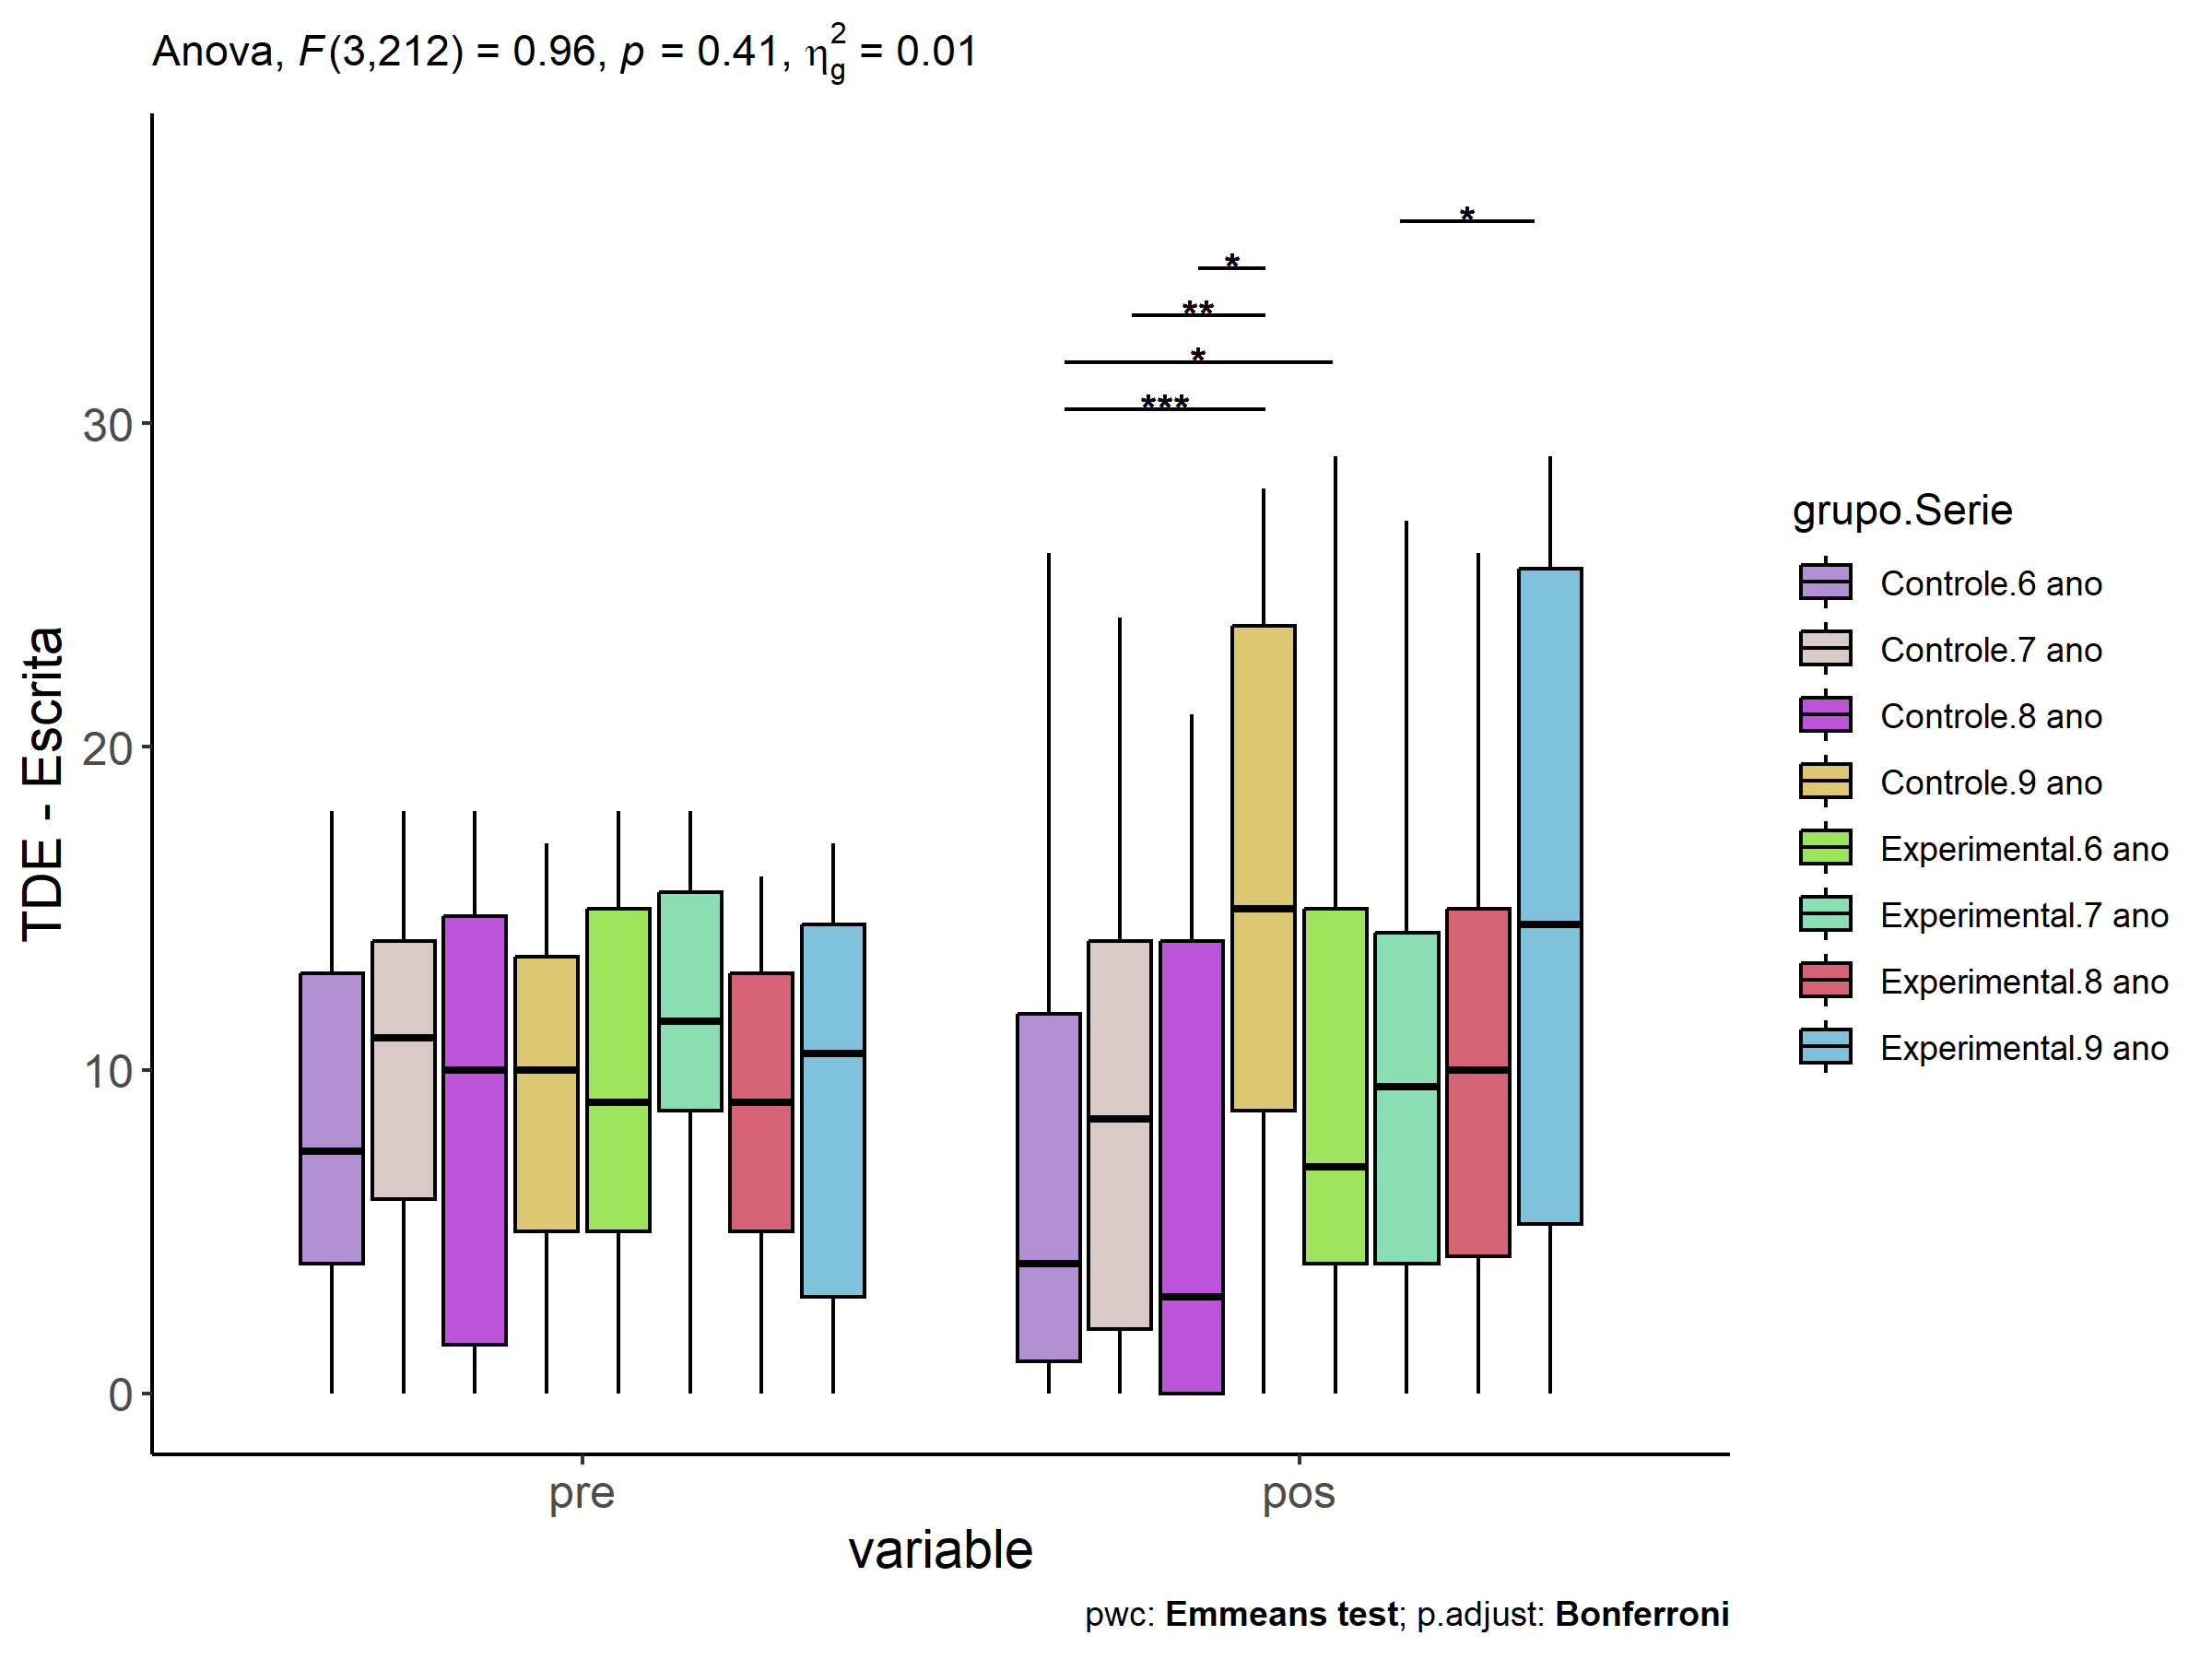 Anova, F(3,212) = 0.96, p = 0.41, η²g = 0.01
TDE - Escrita
30
20
10
0
*
*
**
*
***
pre
pos
variable
grupo.Serie
Controle.6 ano
Controle.7 ano
Controle.8 ano
Controle.9 ano
Experimental.6 ano
Experimental.7 ano
Experimental.8 ano
Experimental.9 ano
pwc: Emmeans test; p.adjust: Bonferroni